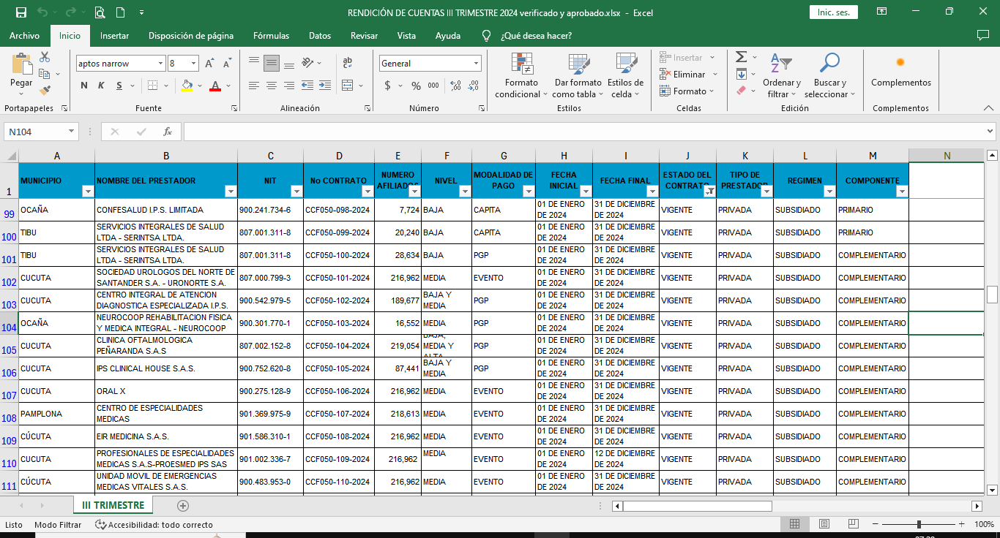 RENDICIÓN DE CUENTAS III TRIMESTRE 2024 verificado y aprobado.xlsx - Excel
Inic. ses.
Archivo Inicio Insertar Disposición de página Fórmulas Datos Revisar Vista Ayuda ¿Qué desea hacer?
Pegar
aptos narrow 8
N K S
ab
c
General
$ % 000
Formato condicional
Dar formato como tabla
Estilos de celda
Insertar
Eliminar
Formato
Ordenar y filtrar
Buscar y seleccionar
Complementos
Portapapeles Fuente Alineación Número Estilos Celdas Edición Complementos
N104 fx
A B C D E F G H I J K L M N
1 MUNICIPIO NOMBRE DEL PRESTADOR NIT No CONTRATO NUMERO AFILIADOS NIVEL MODALIDAD DE PAGO FECHA INICIAL FECHA FINAL ESTADO DEL CONTRATO TIPO DE PRESTADOR REGIMEN COMPONENTE
99 OCAÑA CONFESALUD I.P.S. LIMITADA 900.241.734-6 CCF050-098-2024 7,724 BAJA CAPITA 01 DE ENERO DE 2024 31 DE DICIEMBRE DE 2024 VIGENTE PRIVADA SUBSIDIADO PRIMARIO
100 TIBU SERVICIOS INTEGRALES DE SALUD LTDA - SERINTSA LTDA. 807.001.311-8 CCF050-099-2024 20,240 BAJA CAPITA 01 DE ENERO DE 2024 31 DE DICIEMBRE DE 2024 VIGENTE PRIVADA SUBSIDIADO PRIMARIO
101 TIBU SERVICIOS INTEGRALES DE SALUD LTDA - SERINTSA LTDA. 807.001.311-8 CCF050-100-2024 28,634 BAJA PGP 01 DE ENERO DE 2024 31 DE DICIEMBRE DE 2024 VIGENTE PRIVADA SUBSIDIADO COMPLEMENTARIO
102 CUCUTA SOCIEDAD UROLOGOS DEL NORTE DE SANTANDER S.A. - URONORTE S.A. 807.000.799-3 CCF050-101-2024 216,962 MEDIA EVENTO 01 DE ENERO DE 2024 31 DE DICIEMBRE DE 2024 VIGENTE PRIVADA SUBSIDIADO COMPLEMENTARIO
103 CUCUTA CENTRO INTEGRAL DE ATENCION DIAGNOSTICA ESPECIALIZADA I.P.S. 900.542.979-5 CCF050-102-2024 189,677 BAJA Y MEDIA PGP 01 DE ENERO DE 2024 31 DE DICIEMBRE DE 2024 VIGENTE PRIVADA SUBSIDIADO COMPLEMENTARIO
104 OCAÑA NEUROCOOP REHABILITACION FISICA Y MEDICA INTEGRAL - NEUROCOOP 900.301.770-1 CCF050-103-2024 16,552 MEDIA PGP 01 DE ENERO DE 2024 31 DE DICIEMBRE DE 2024 VIGENTE PRIVADA SUBSIDIADO COMPLEMENTARIO
105 CUCUTA CLINICA OFTALMOLOGICA PEÑARANDA S.A.S 807.002.152-8 CCF050-104-2024 219,054 BAJA, MEDIA Y ALTA PGP 01 DE ENERO DE 2024 31 DE DICIEMBRE DE 2024 VIGENTE PRIVADA SUBSIDIADO COMPLEMENTARIO
106 CUCUTA IPS CLINICAL HOUSE S.A.S. 900.752.620-8 CCF050-105-2024 87,441 BAJA Y MEDIA PGP 01 DE ENERO DE 2024 31 DE DICIEMBRE DE 2024 VIGENTE PRIVADA SUBSIDIADO COMPLEMENTARIO
107 CUCUTA ORAL X 900.275.128-9 CCF050-106-2024 216,962 MEDIA EVENTO 01 DE ENERO DE 2024 31 DE DICIEMBRE DE 2024 VIGENTE PRIVADA SUBSIDIADO COMPLEMENTARIO
108 PAMPLONA CENTRO DE ESPECIALIDADES MEDICAS 901.369.975-9 CCF050-107-2024 218,613 MEDIA EVENTO 01 DE ENERO DE 2024 31 DE DICIEMBRE DE 2024 VIGENTE PRIVADA SUBSIDIADO COMPLEMENTARIO
109 CÚCUTA EIR MEDICINA S.A.S. 901.586.310-1 CCF050-108-2024 216,962 MEDIA EVENTO 01 DE ENERO DE 2024 31 DE DICIEMBRE DE 2024 VIGENTE PRIVADA SUBSIDIADO COMPLEMENTARIO
110 CUCUTA PROFESIONALES DE ESPECIALIDADES MEDICAS S.A.S-PROESMED IPS SAS 901.002.336-7 CCF050-109-2024 216,962 MEDIA EVENTO 01 DE ENERO DE 2024 12 DE DICIEMBRE DE 2024 VIGENTE PRIVADA SUBSIDIADO COMPLEMENTARIO
111 CÚCUTA UNIDAD MOVIL DE EMERGENCIAS MEDICAS VITALES S.A.S. 900.483.953-0 CCF050-110-2024 216,962 MEDIA EVENTO 01 DE ENERO DE 2024 31 DE DICIEMBRE DE 2024 VIGENTE PRIVADA SUBSIDIADO COMPLEMENTARIO
III TRIMESTRE
Listo Modo Filtrar Accesibilidad: todo correcto 100%